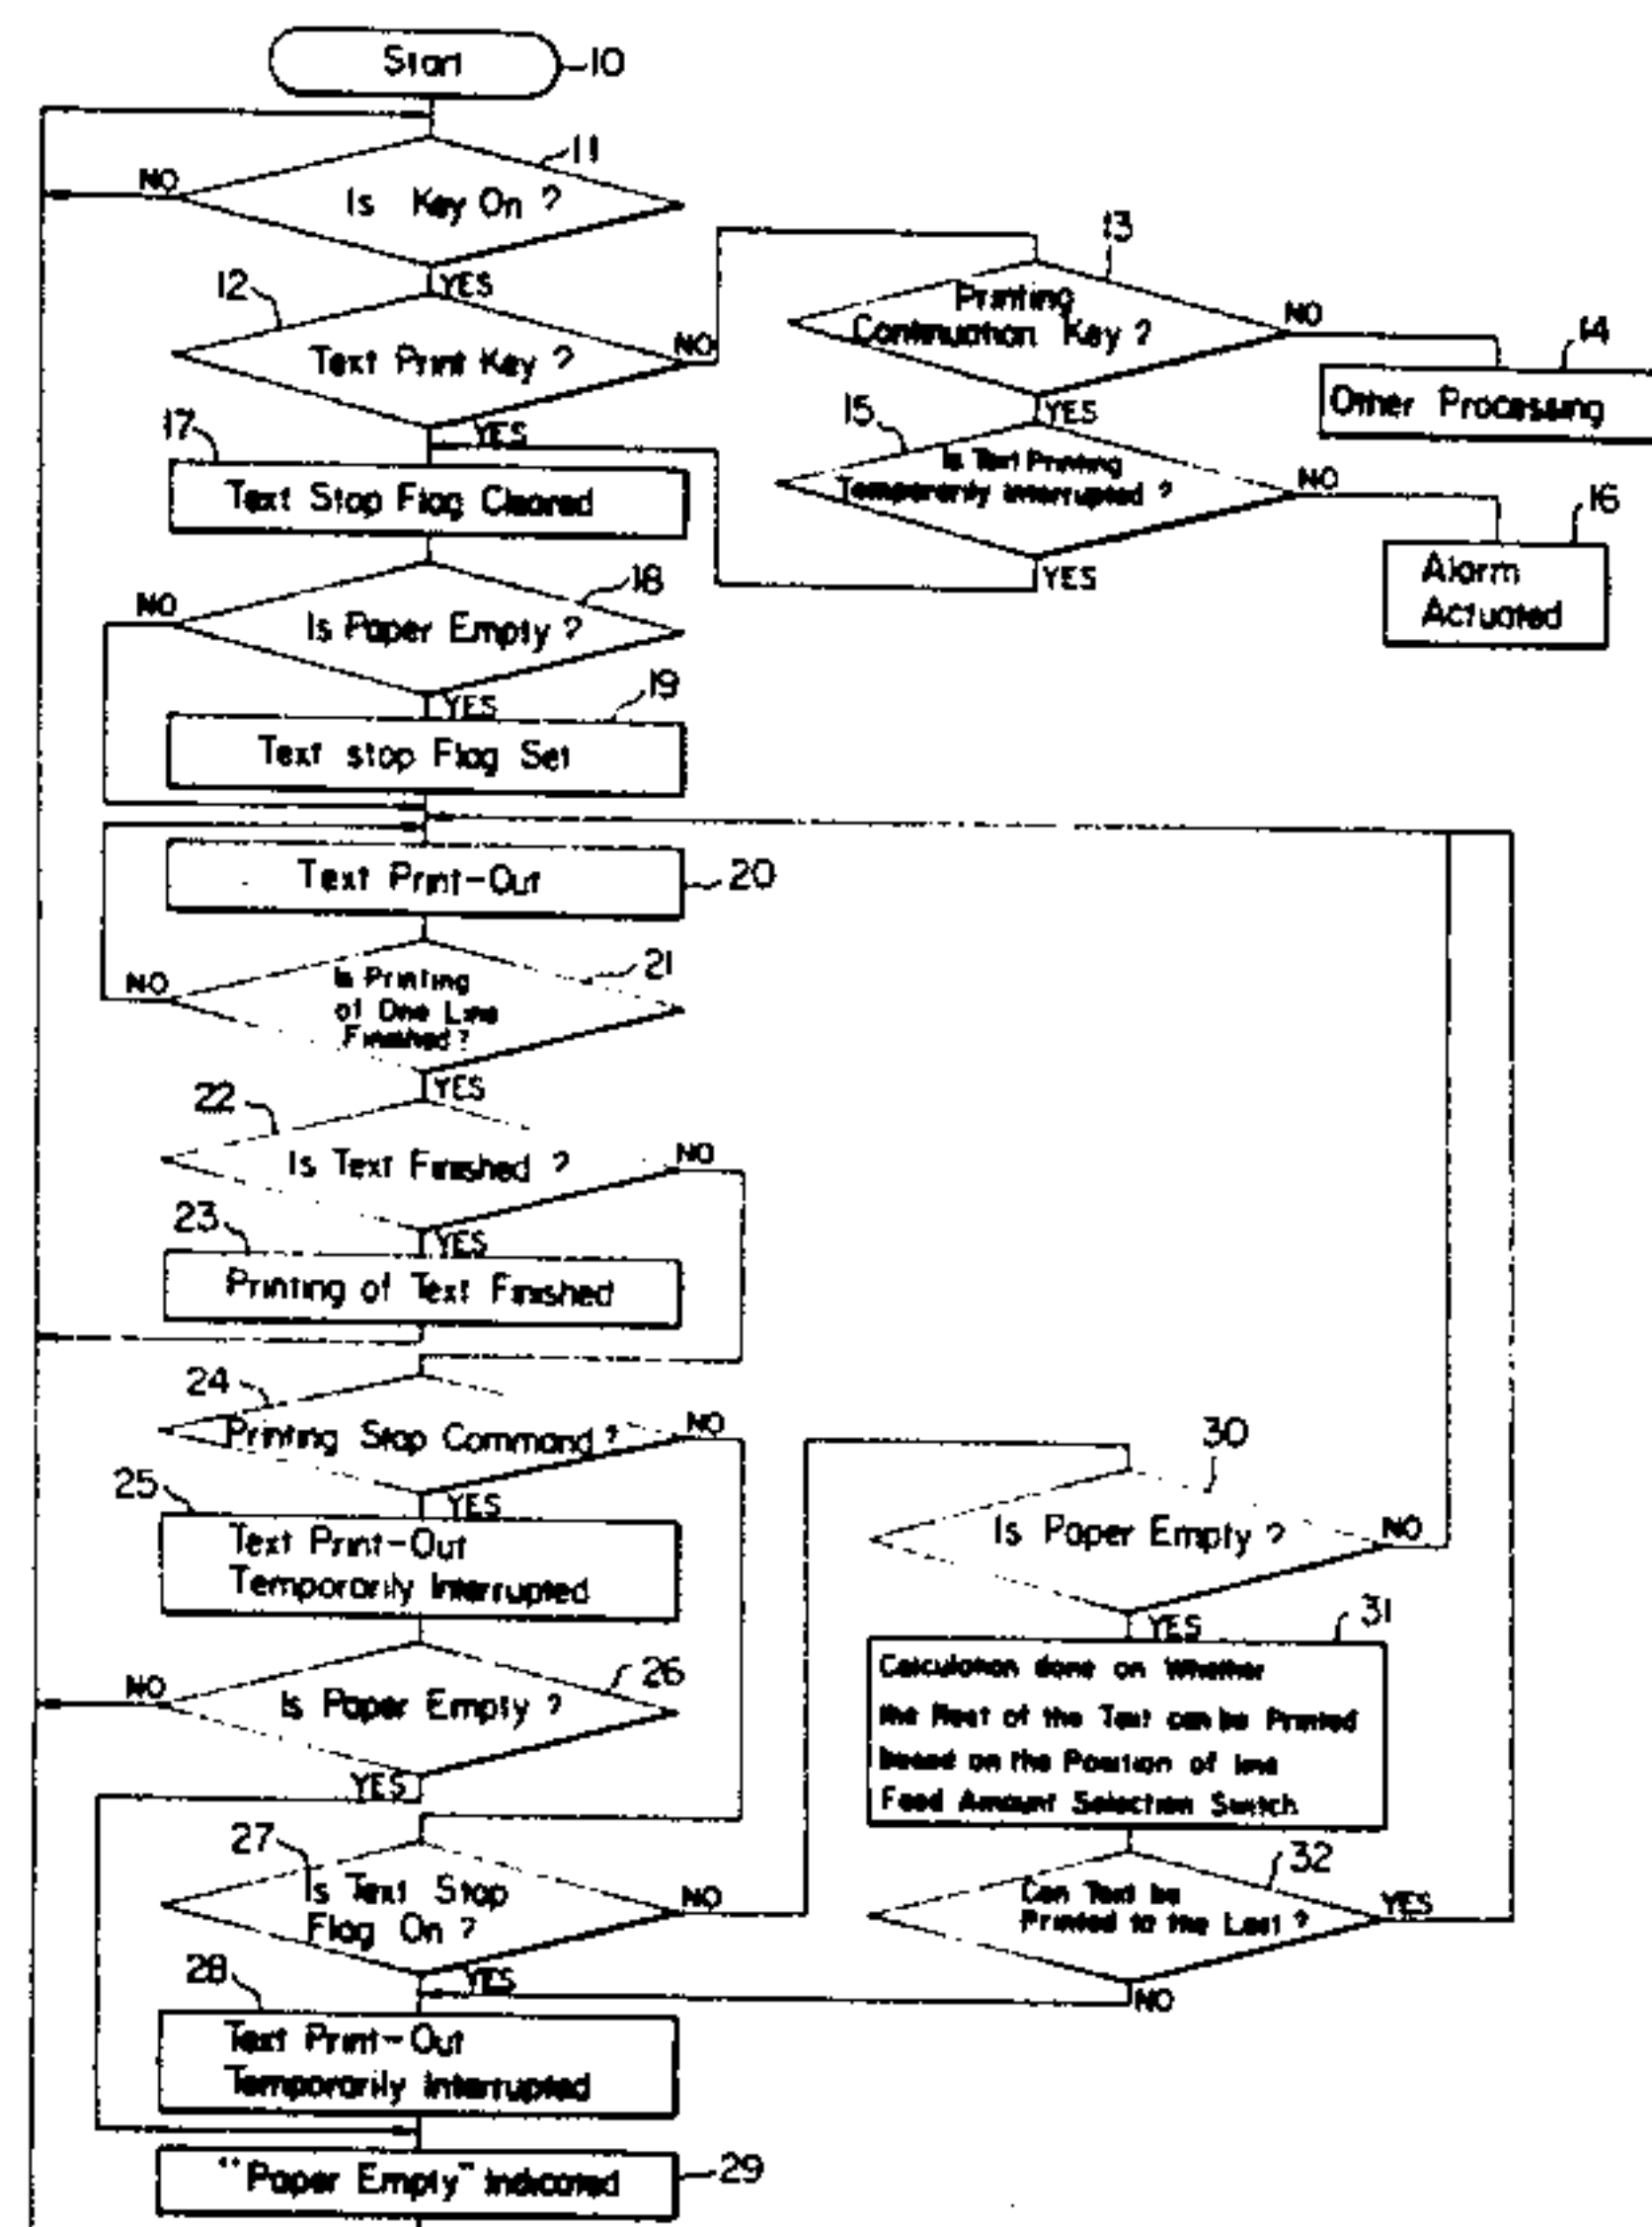 Start
10
11
NO
Is Key On ?
YES
12
Text Print Key ?
NO
13
Printing
Continuation Key ?
NO
14
Other Processing
YES
15
Is Text Printing
Temporarily Interrupted ?
NO
16
Alarm
Actuated
YES
YES
17
Text Stop Flag Cleared
18
NO
Is Paper Empty ?
YES
19
Text stop Flag Set
Text Print-Out
20
21
NO
Is Printing
of One Line
Finished ?
YES
22
Is Text Finished ?
NO
YES
23
Printing of Text Finished
24
Printing Stop Command ?
NO
YES
25
Text Print-Out
Temporarily Interrupted
26
NO
Is Paper Empty ?
YES
27
Is Text Stop
Flag On ?
NO
YES
28
Text Print-Out
Temporarily Interrupted
"Paper Empty" Indicated
29
30
Is Paper Empty ?
NO
YES
31
Calculation done on Whether
the Rest of the Text can be Printed
based on the Position of line
Feed Amount Selection Switch
32
Can Text be
Printed to the Last ?
YES
NO